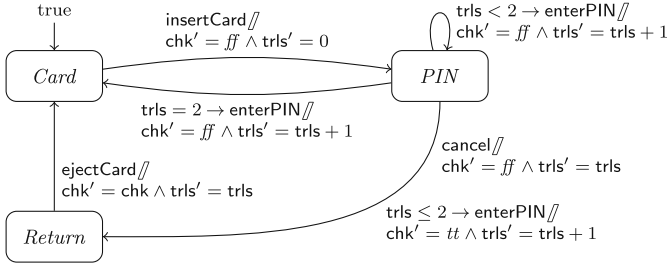 true
insertCard⫽
chk′ = ff ∧ trls′ = 0
trls < 2 → enterPIN⫽
chk′ = ff ∧ trls′ = trls + 1
Card
PIN
trls = 2 → enterPIN⫽
chk′ = ff ∧ trls′ = trls + 1
cancel⫽
chk′ = ff ∧ trls′ = trls
ejectCard⫽
chk′ = chk ∧ trls′ = trls
trls ≤ 2 → enterPIN⫽
chk′ = tt ∧ trls′ = trls + 1
Return